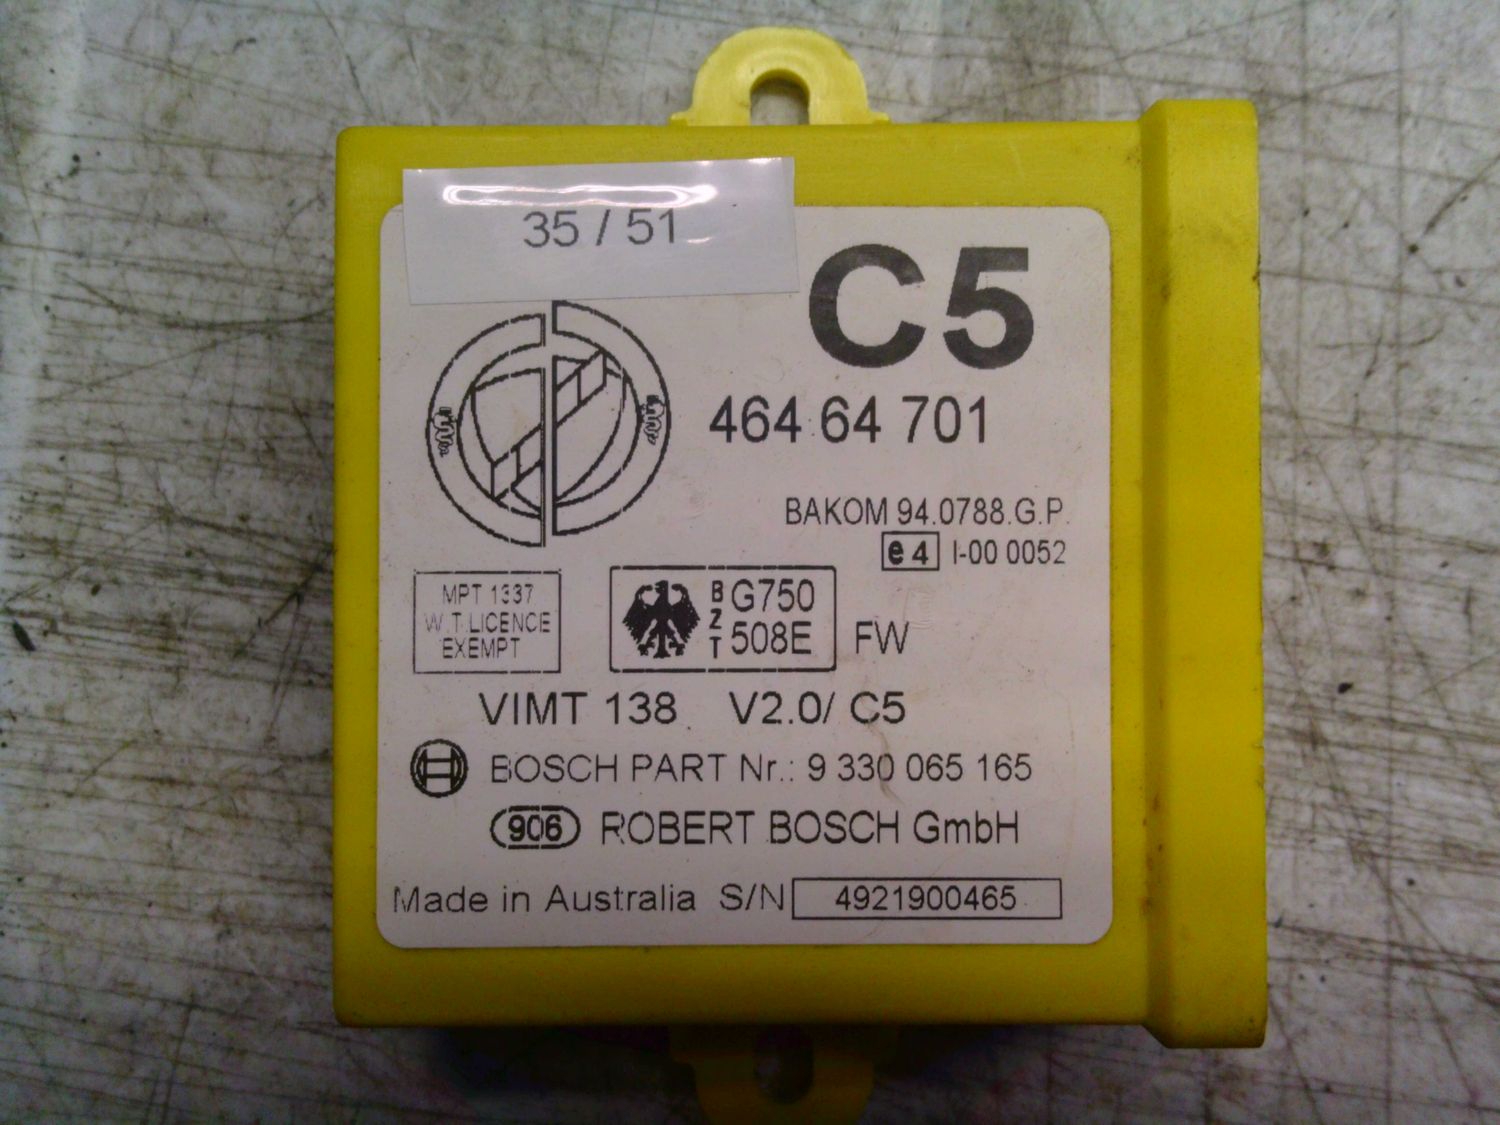 35 / 51
C5
464 64 701
BAKOM 94.0788.G.P.
e4 I-00 0052
MPT 1337
W.T.LICENCE
EXEMPT
BZT G750
508E
FW
VIMT 138 V2.0/ C5
BOSCH PART Nr.: 9 330 065 165
906 ROBERT BOSCH GmbH
Made in Australia S/N 4921900465